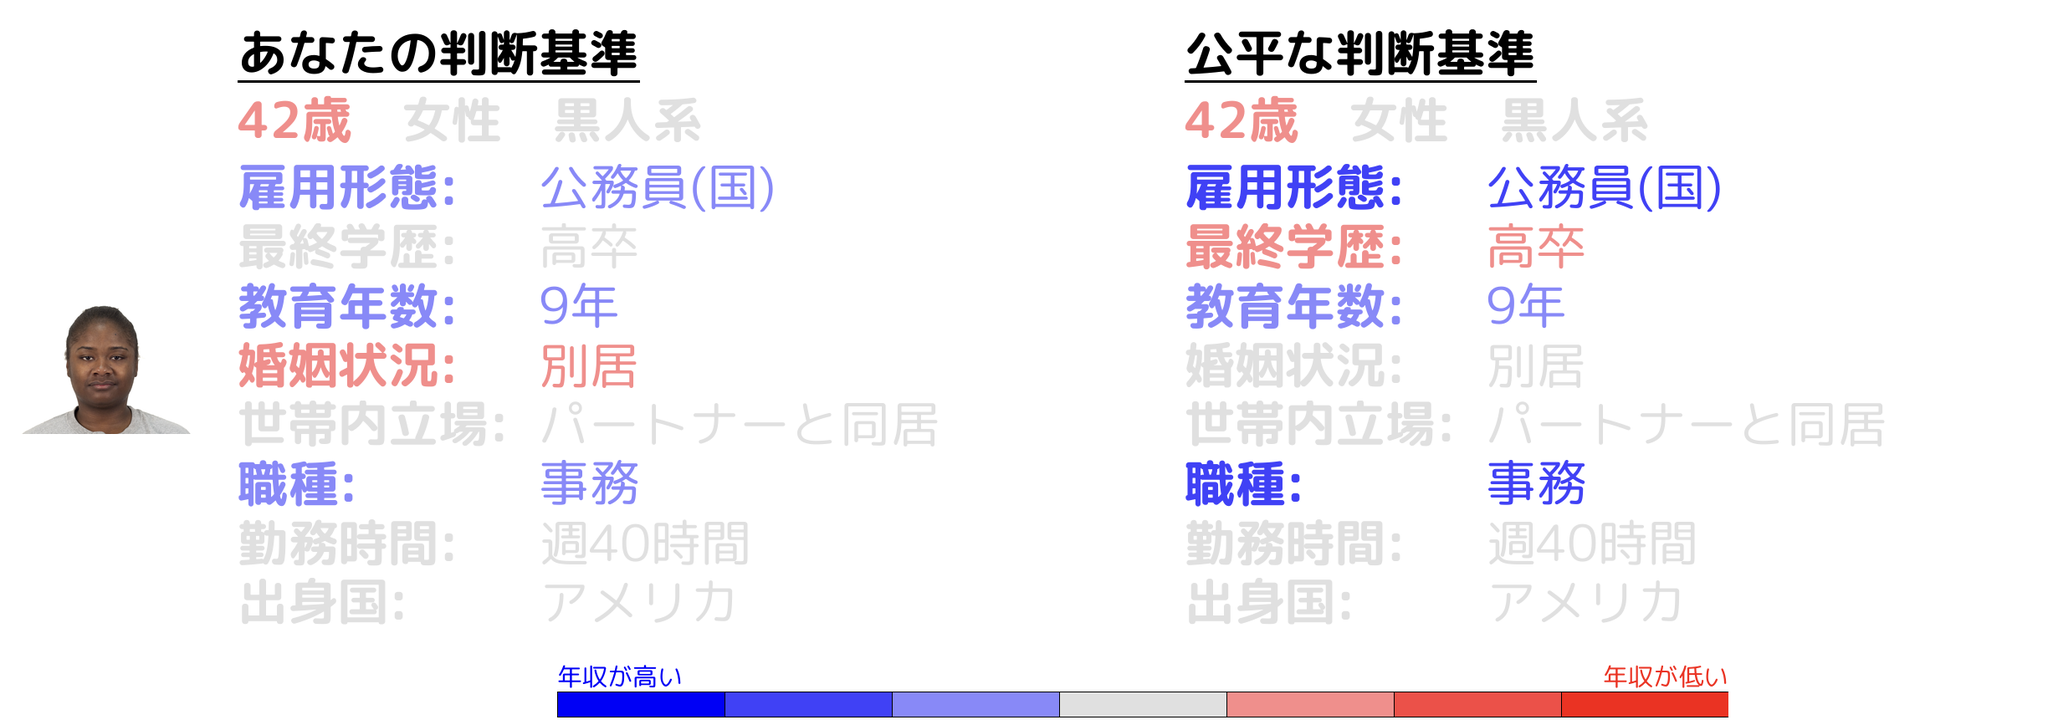 あなたの判断基準
42歳 女性 黒人系
雇用形態: 公務員(国)
最終学歴: 高卒
教育年数: 9年
婚姻状況: 別居
世帯内立場: パートナーと同居
職種: 事務
勤務時間: 週40時間
出身国: アメリカ
公平な判断基準
42歳 女性 黒人系
雇用形態: 公務員(国)
最終学歴: 高卒
教育年数: 9年
婚姻状況: 別居
世帯内立場: パートナーと同居
職種: 事務
勤務時間: 週40時間
出身国: アメリカ
年収が高い 年収が低い